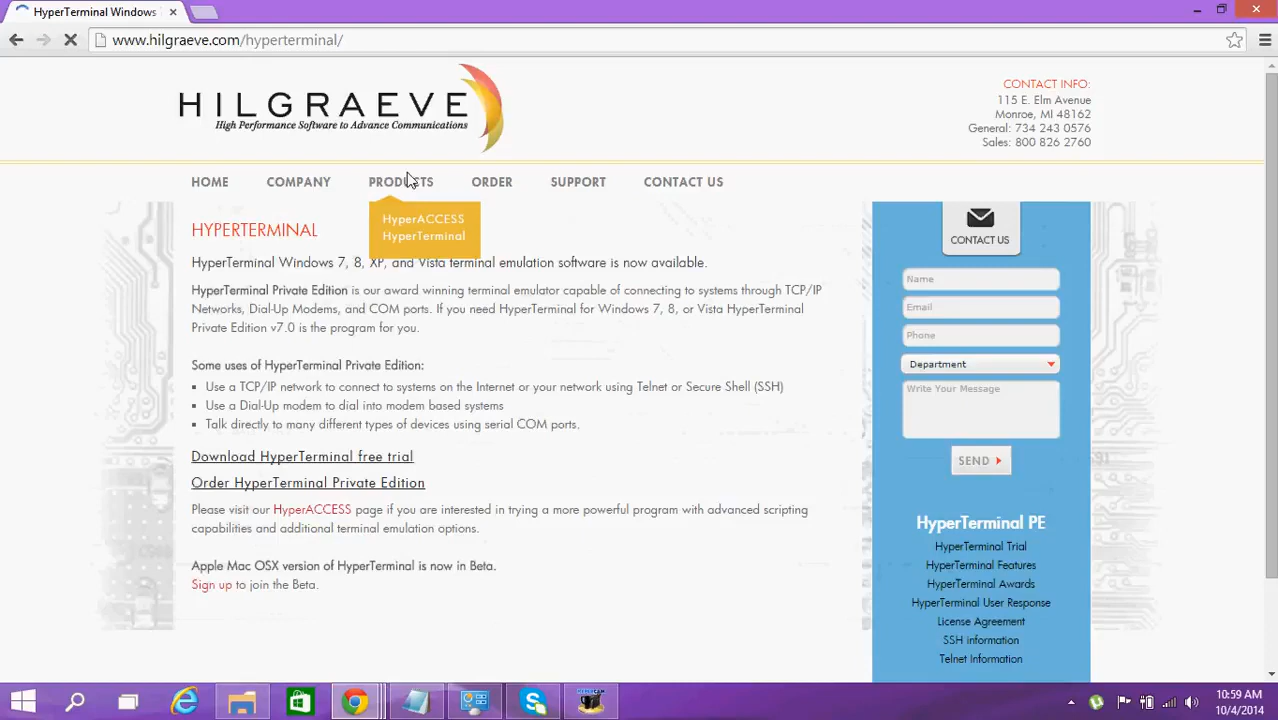 HyperTerminal Windows
www.hilgraeve.com/hyperterminal/
HILGRAEVE
High Performance Software to Advance Communications
CONTACT INFO:
115 E. Elm Avenue
Monroe, MI 48162
General: 734 243 0576
Sales: 800 826 2760
HOME COMPANY PRODUCTS ORDER SUPPORT CONTACT US
HyperACCESS
HyperTerminal
HYPERTERMINAL
HyperTerminal Windows 7, 8, XP, and Vista terminal emulation software is now available.
HyperTerminal Private Edition is our award winning terminal emulator capable of connecting to systems through TCP/IP
Networks, Dial-Up Modems, and COM ports. If you need HyperTerminal for Windows 7, 8, or Vista HyperTerminal
Private Edition v7.0 is the program for you.
Some uses of HyperTerminal Private Edition:
▪ Use a TCP/IP network to connect to systems on the Internet or your network using Telnet or Secure Shell (SSH)
▪ Use a Dial-Up modem to dial into modem based systems
▪ Talk directly to many different types of devices using serial COM ports.
Download HyperTerminal free trial
Order HyperTerminal Private Edition
Please visit our HyperACCESS page if you are interested in trying a more powerful program with advanced scripting
capabilities and additional terminal emulation options.
Apple Mac OSX version of HyperTerminal is now in Beta.
Sign up to join the Beta.
CONTACT US
Name
Email
Phone
Department
Write Your Message
SEND
HyperTerminal PE
HyperTerminal Trial
HyperTerminal Features
HyperTerminal Awards
HyperTerminal User Response
License Agreement
SSH information
Telnet Information
10:59 AM
10/4/2014